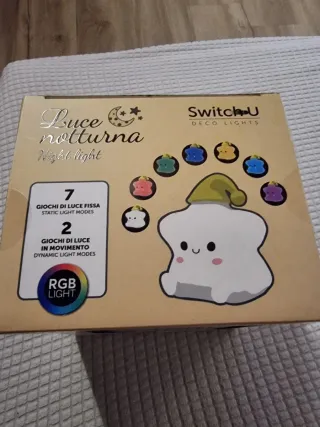 Luce
notturna
Night light
Switch-U
DECO LIGHTS
7
GIOCHI DI LUCE FISSA
STATIC LIGHT MODES
2
GIOCHI DI LUCE
IN MOVIMENTO
DYNAMIC LIGHT MODES
RGB
LIGHT